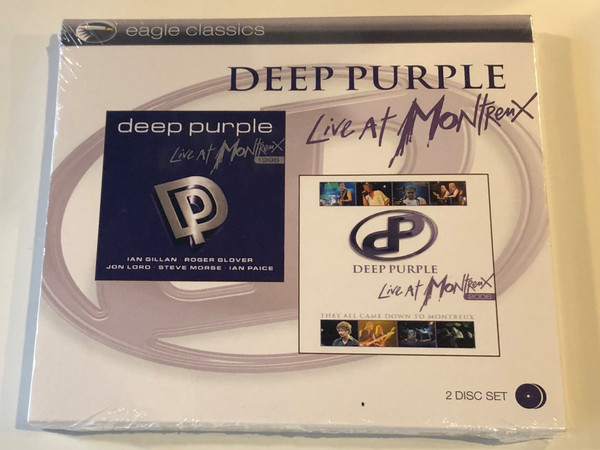 eagle classics
DEEP PURPLE
Live At Montreux
deep purple
Live At Montreux
1996
IAN GILLAN · ROGER GLOVER
JON LORD · STEVE MORSE · IAN PAICE
DEEP PURPLE
Live At Montreux
2006
THEY ALL CAME DOWN TO MONTREUX
2 DISC SET